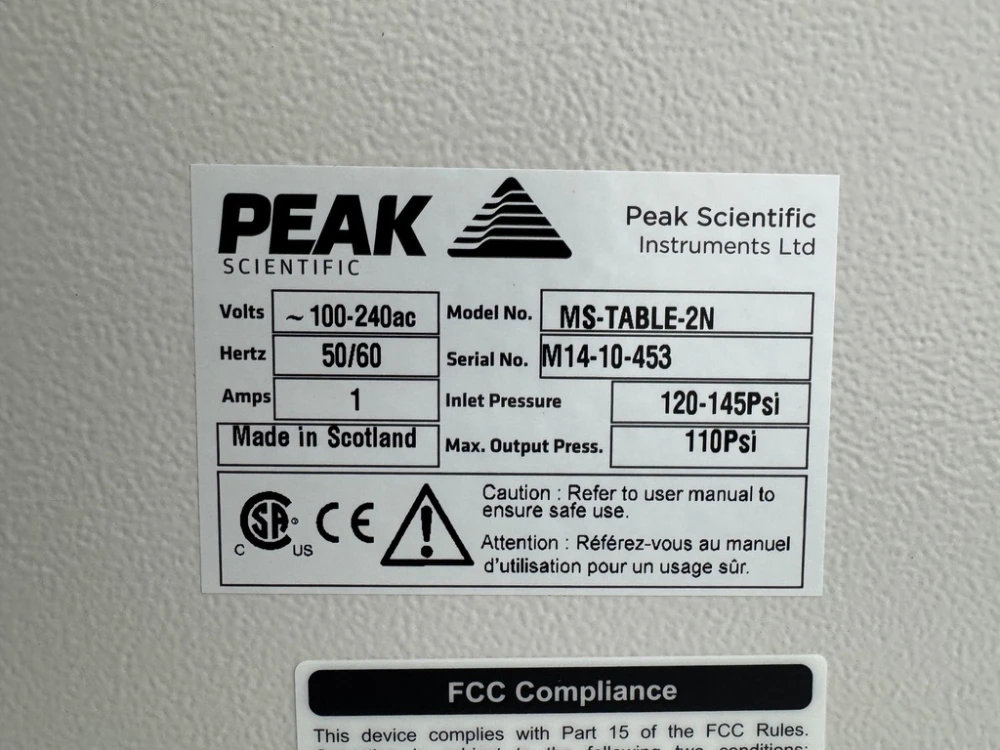 PEAK
SCIENTIFIC
Peak Scientific
Instruments Ltd
Volts ~ 100-240ac Model No. MS-TABLE-2N
Hertz 50/60 Serial No. M14-10-453
Amps 1 Inlet Pressure 120-145Psi
Made in Scotland Max. Output Press. 110Psi
C SA ® US CE
Caution : Refer to user manual to
ensure safe use.
Attention : Référez-vous au manuel
d'utilisation pour un usage sûr.
FCC Compliance
This device complies with Part 15 of the FCC Rules.